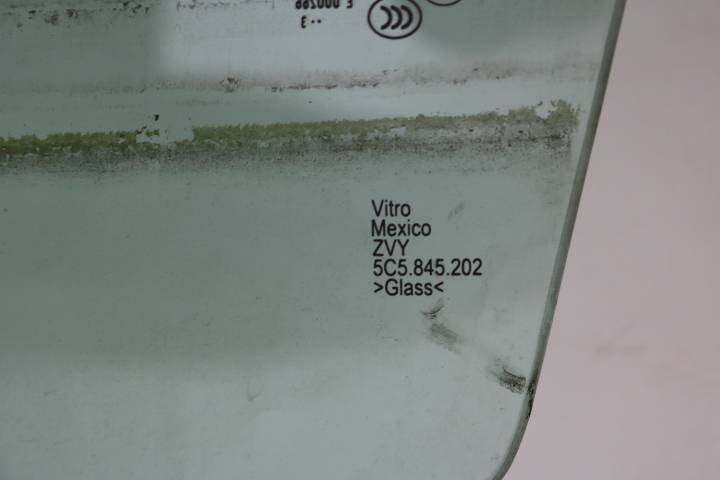 Vitro
Mexico
ZVY
5C5.845.202
>Glass<